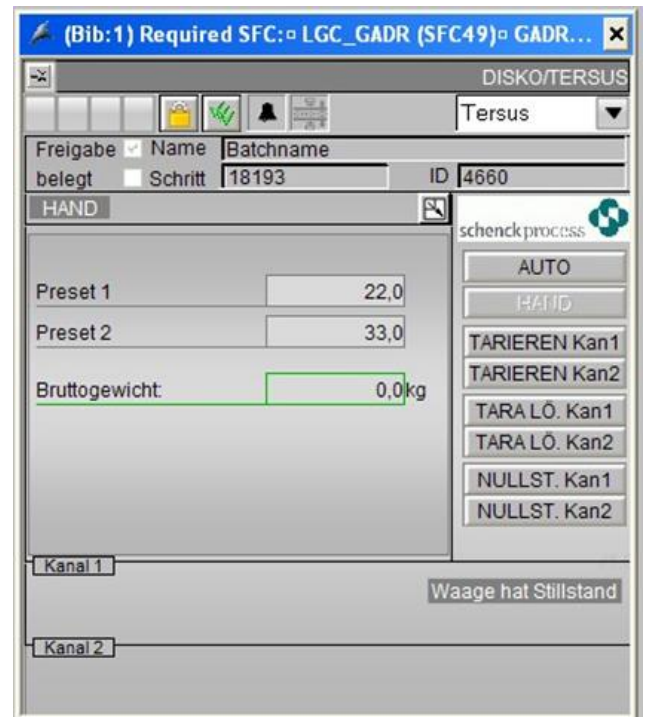 (Bib:1) Required SFC:¤ LGC_GADR (SFC49)¤ GADR...
DISKO/TERSUS
Tersus
Freigabe Name Batchname
belegt Schritt 18193 ID 4660
HAND
schenck process
AUTO
HAND
Preset 1 22,0
Preset 2 33,0
TARIEREN Kan1
TARIEREN Kan2
Bruttogewicht: 0,0 kg
TARA LÖ. Kan1
TARA LÖ. Kan2
NULLST. Kan1
NULLST. Kan2
Kanal 1
Waage hat Stillstand
Kanal 2